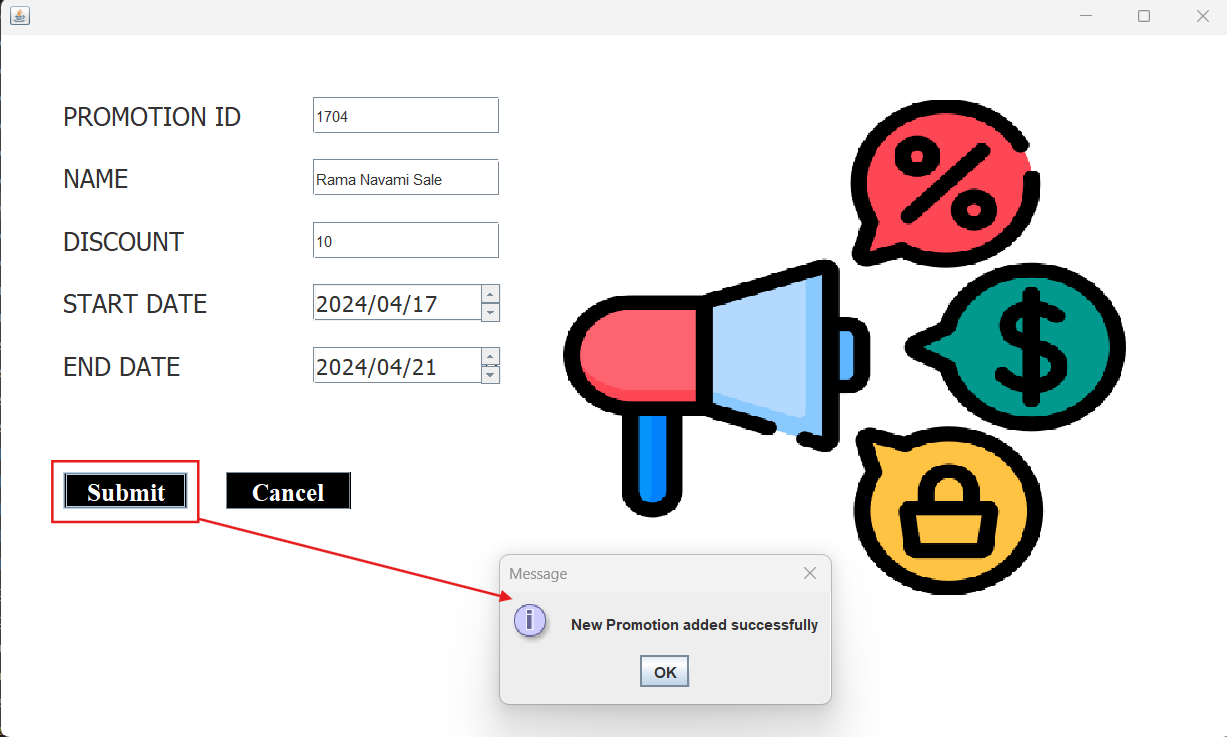 PROMOTION ID 1704
NAME Rama Navami Sale
DISCOUNT 10
START DATE 2024/04/17
END DATE 2024/04/21
Submit Cancel
Message
New Promotion added successfully
OK